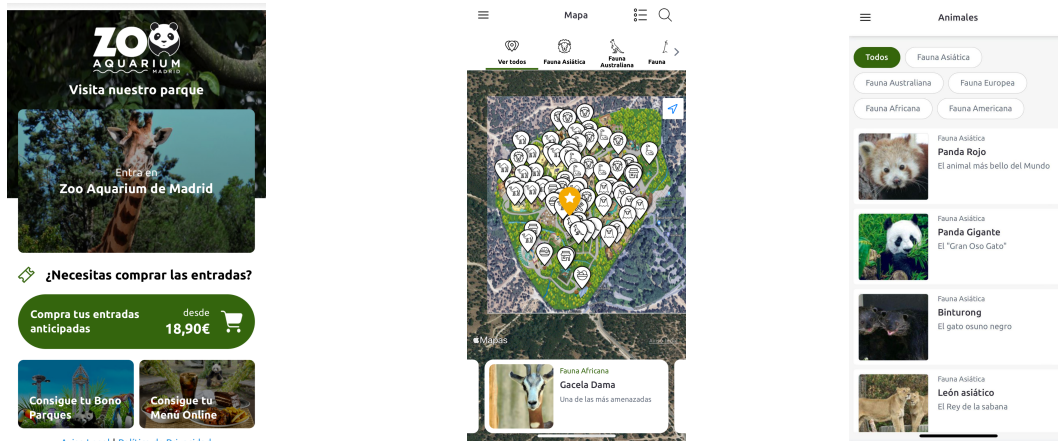 ZOO
AQUARIUM
MADRID
Visita nuestro parque
Entra en
Zoo Aquarium de Madrid
¿Necesitas comprar las entradas?
Compra tus entradas
anticipadas
desde
18,90€
Consigue tu Bono
Parques
Consigue tu
Menú Online
Mapa
Ver todos
Fauna Asiática
Fauna
Australiana
Fauna
Mapas
Fauna Africana
Gacela Dama
Una de las más amenazadas
Animales
Todos
Fauna Asiática
Fauna Australiana
Fauna Europea
Fauna Africana
Fauna Americana
Fauna Asiática
Panda Rojo
El animal más bello del Mundo
Fauna Asiática
Panda Gigante
El "Gran Oso Gato"
Fauna Asiática
Binturong
El gato osuno negro
Fauna Asiática
León asiático
El Rey de la sabana